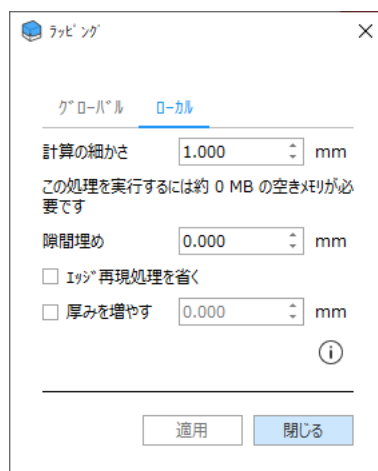 ﾗｯﾋﾟﾝｸﾞ
ｸﾞﾛｰﾊﾞﾙ ﾛｰｶﾙ
計算の細かさ 1.000 mm
この処理を実行するには約 0 MB の空きﾒﾓﾘが必
要です
隙間埋め 0.000 mm
ｴｯｼﾞ再現処理を省く
厚みを増やす 0.000 mm
適用 閉じる